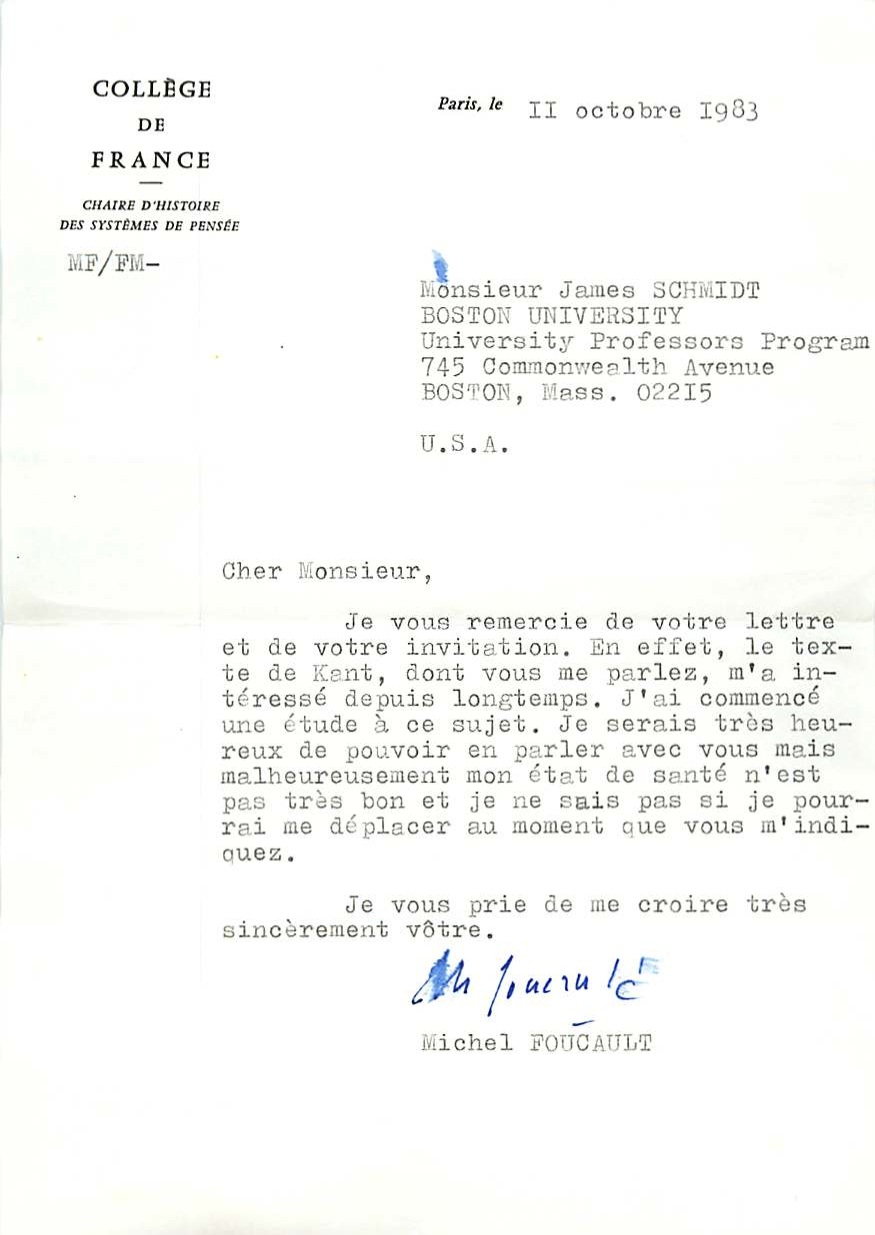 COLLÈGE
DE
FRANCE
CHAIRE D'HISTOIRE
DES SYSTÈMES DE PENSÉE
MF/FM-
Paris, le II octobre I983
Monsieur James SCHMIDT
BOSTON UNIVERSITY
University Professors Program
745 Commonwealth Avenue
BOSTON, Mass. 022I5
U.S.A.
Cher Monsieur,
Je vous remercie de votre lettre
et de votre invitation. En effet, le tex-
te de Kant, dont vous me parlez, m'a in-
téressé depuis longtemps. J'ai commencé
une étude à ce sujet. Je serais très heu-
reux de pouvoir en parler avec vous mais
malheureusement mon état de santé n'est
pas très bon et je ne sais pas si je pour-
rai me déplacer au moment que vous m'indi-
quez.
Je vous prie de me croire très
sincèrement vôtre.
Michel FOUCAULT